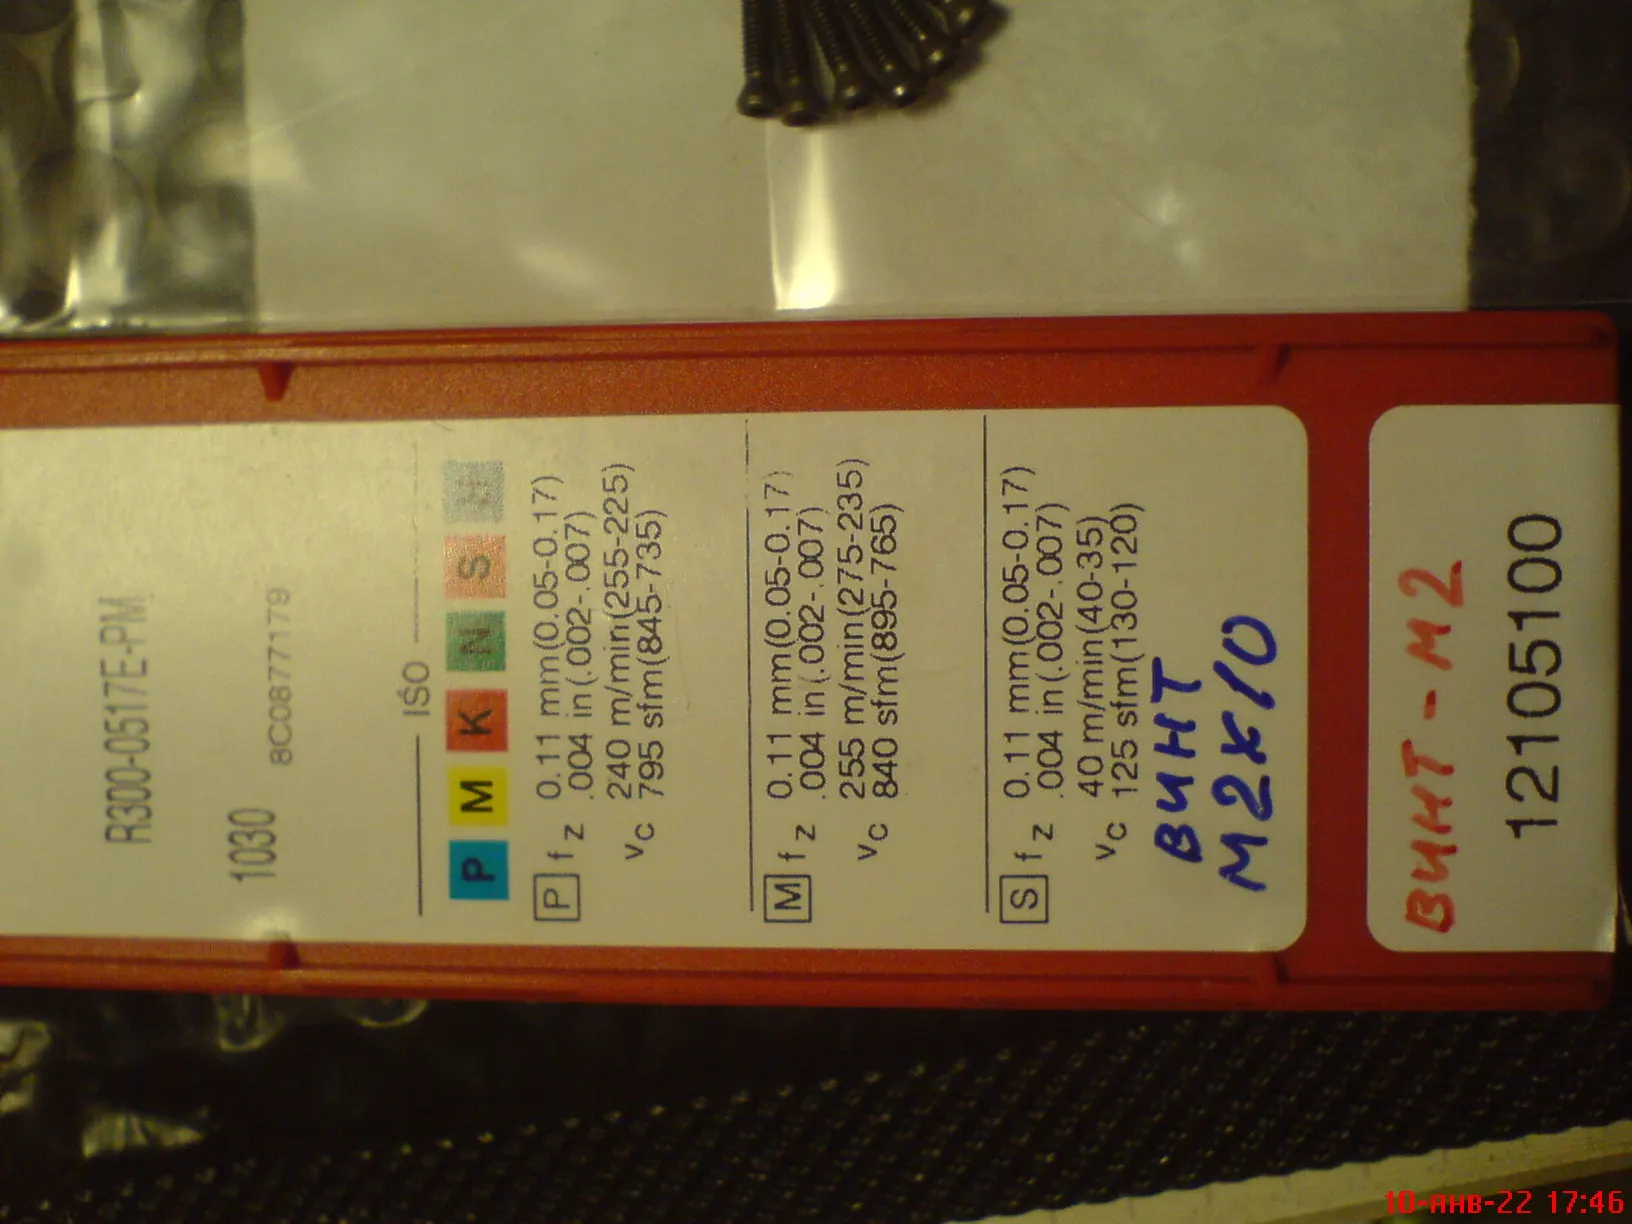 R300-0517E-PM
1030
8C0877179
ISO
P M K N S H
P fz 0.11 mm(0.05-0.17)
.004 in(.002-.007)
vc 240 m/min(255-225)
795 sfm(845-735)
M fz 0.11 mm(0.05-0.17)
.004 in(.002-.007)
vc 255 m/min(275-235)
840 sfm(895-765)
S fz 0.11 mm(0.05-0.17)
.004 in(.002-.007)
vc 40 m/min(40-35)
125 sfm(130-120)
ВИНТ
М2х10
ВИНТ-М2
12105100
10-янв-22 17:46